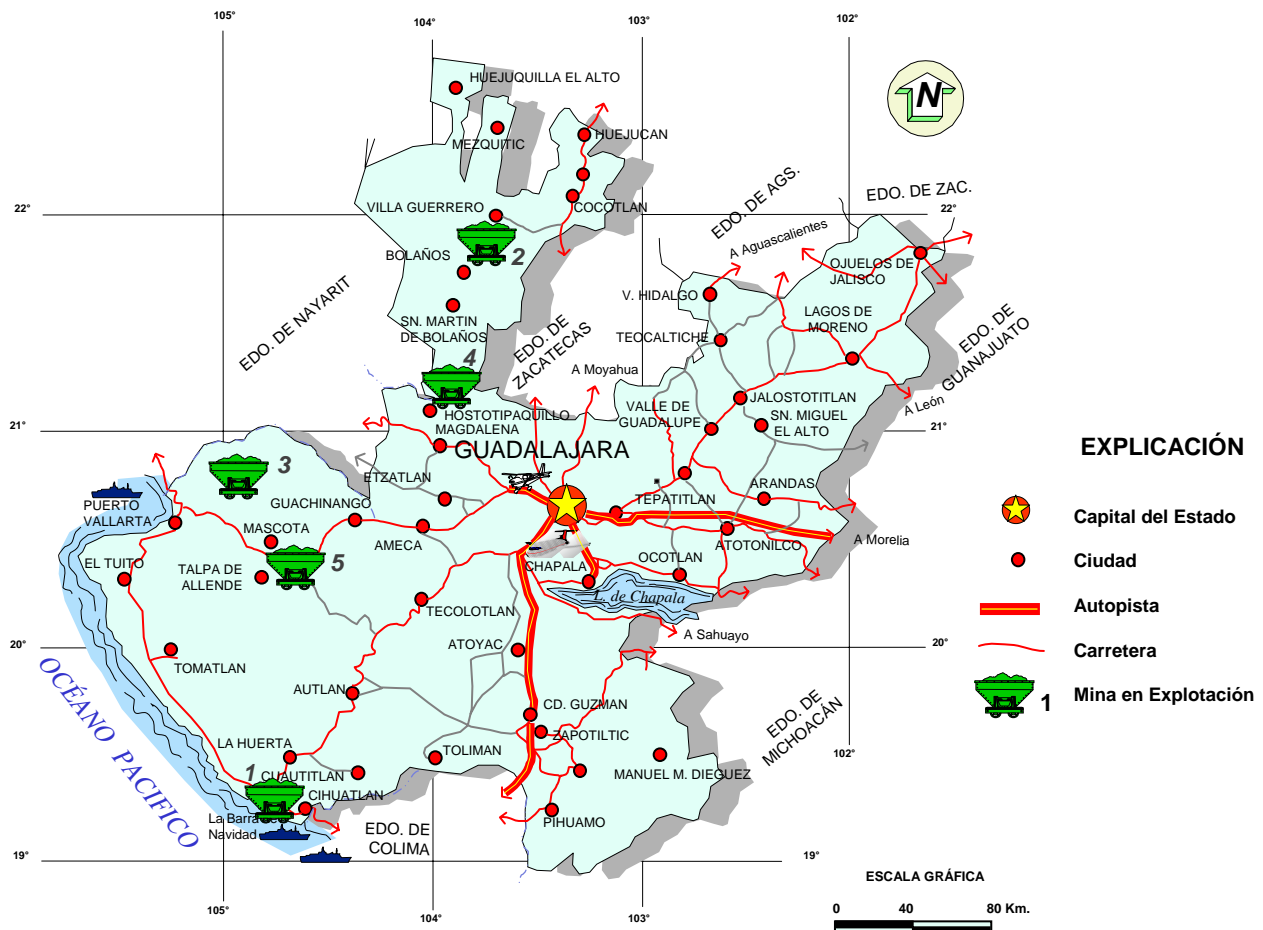 105°
104°
103°
102°
HUEJUQUILLA EL ALTO
N
MEZQUITIC
HUEJUCAN
EDO. DE AGS.
EDO. DE ZAC.
22°
VILLA GUERRERO
COCOTLAN
22°
A Aguascalientes
2
BOLAÑOS
OJUELOS DE
JALISCO
EDO. DE NAYARIT
V. HIDALGO
SN. MARTIN
DE BOLAÑOS
LAGOS DE
MORENO
EDO. DE
ZACATECAS
TEOCALTICHE
EDO. DE
GUANAJUATO
4
A Moyahua
JALOSTOTITLAN
A León
HOSTOTIPAQUILLO
VALLE DE
GUADALUPE
SN. MIGUEL
EL ALTO
21°
MAGDALENA
21°
GUADALAJARA
EXPLICACIÓN
3
ETZATLAN
TEPATITLAN
ARANDAS
PUERTO
VALLARTA
GUACHINANGO
Capital del Estado
MASCOTA
AMECA
ATOTONILCO
A Morelia
EL TUITO
5
CHAPALA
OCOTLAN
Ciudad
TALPA DE
ALLENDE
L. de Chapala
TECOLOTLAN
Autopista
A Sahuayo
20°
ATOYAC
20°
Carretera
TOMATLAN
OCÉANO PACIFICO
AUTLAN
1
Mina en Explotación
CD. GUZMAN
EDO. DE
MICHOACÁN
LA HUERTA
ZAPOTILTIC
TOLIMAN
102°
1
CUAUTITLAN
MANUEL M. DIEGUEZ
CIHUATLAN
La Barra de
Navidad
PIHUAMO
EDO. DE
COLIMA
19°
19°
ESCALA GRÁFICA
105°
104°
103°
0 40 80 Km.